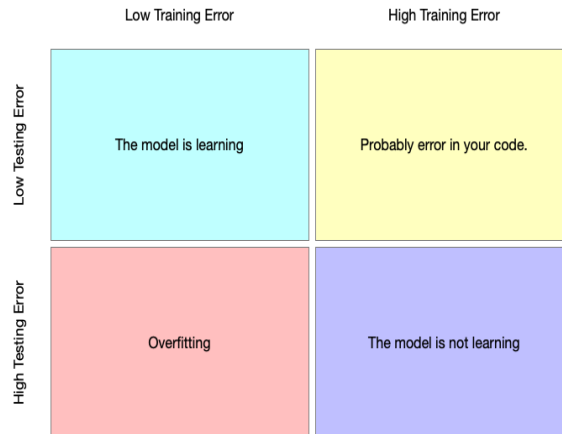 Low Training Error
High Training Error
Low Testing Error
The model is learning
Probably error in your code.
High Testing Error
Overfitting
The model is not learning